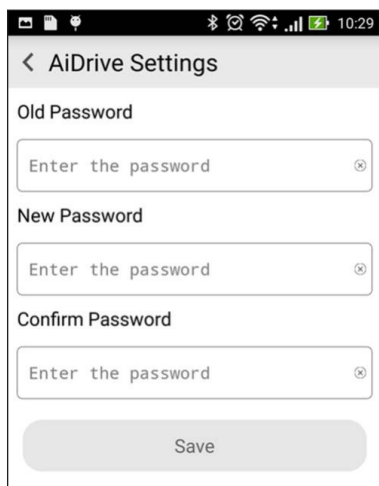 10:29
AiDrive Settings
Old Password
Enter the password
New Password
Enter the password
Confirm Password
Enter the password
Save